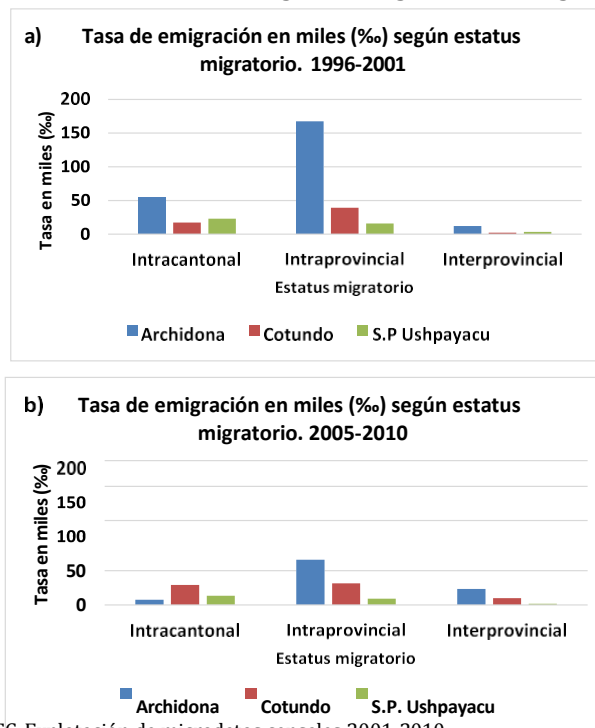 a) Tasa de emigración en miles (‰) según estatus
migratorio. 1996-2001
Tasa en miles (‰)
200
150
100
50
0
Intracantonal Intraprovincial Interprovincial
Estatus migratorio
Archidona Cotundo S.P Ushpayacu
b) Tasa de emigración en miles (‰) según estatus
migratorio. 2005-2010
Tasa en miles (‰)
200
150
100
50
0
Intracantonal Intraprovincial Interprovincial
Estatus migratorio
Archidona Cotundo S.P. Ushpayacu